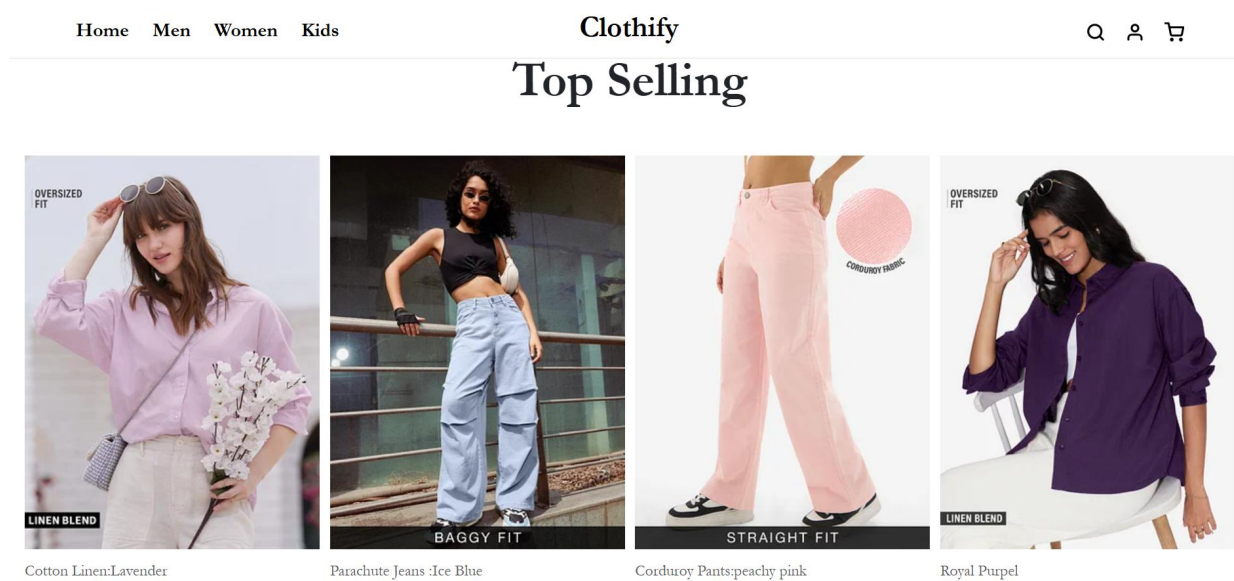 Home Men Women Kids
Clothify
Top Selling
OVERSIZED
FIT
LINEN BLEND
BAGGY FIT
CORDUROY FABRIC
STRAIGHT FIT
OVERSIZED
FIT
LINEN BLEND
Cotton Linen:Lavender
Parachute Jeans :Ice Blue
Corduroy Pants:peachy pink
Royal Purpel